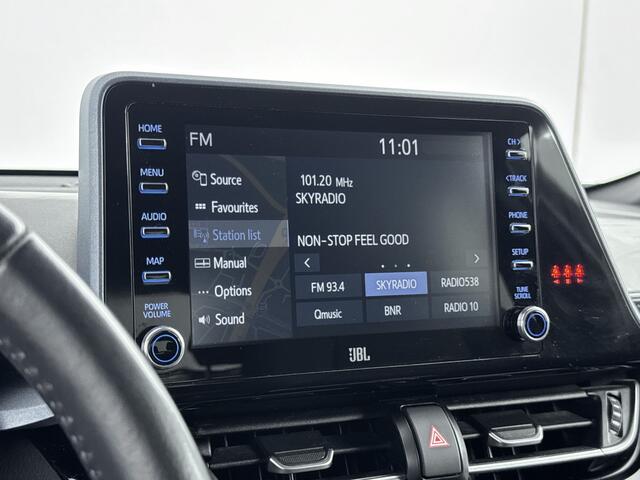 HOME
MENU
AUDIO
MAP
POWER
VOLUME
FM
11:01
Source
Favourites
Station list
Manual
Options
Sound
101.20 MHz
SKYRADIO
NON-STOP FEEL GOOD
< >
FM 93.4 SKYRADIO RADIO538
Qmusic BNR RADIO 10
CH>
<TRACK
PHONE
SETUP
TUNE
SCROLL
JBL